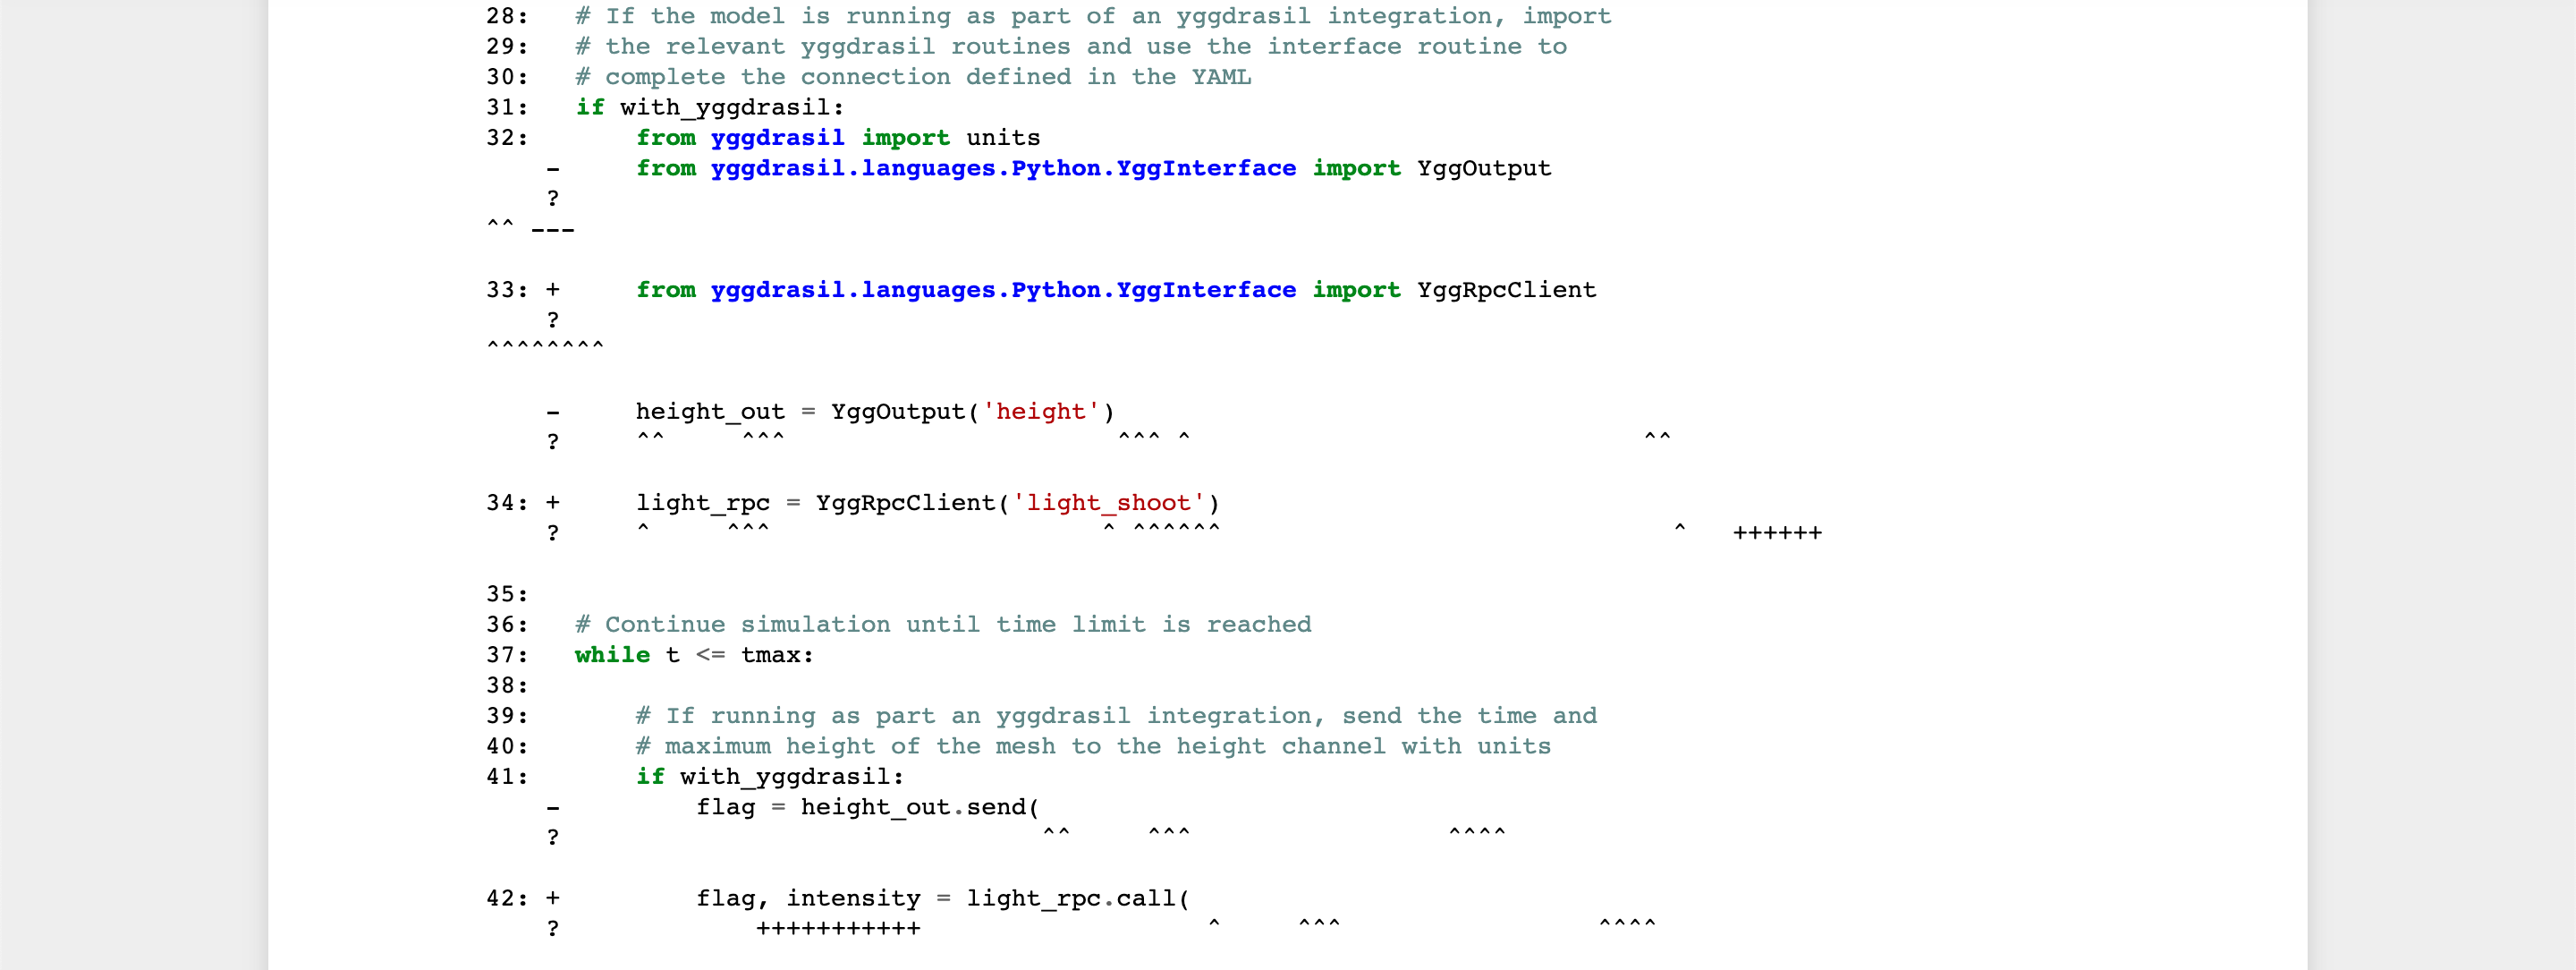 28:   # If the model is running as part of an yggdrasil integration, import
29:   # the relevant yggdrasil routines and use the interface routine to
30:   # complete the connection defined in the YAML
31:   if with_yggdrasil:
32:       from yggdrasil import units
    -     from yggdrasil.languages.Python.YggInterface import YggOutput
    ?
^^ ---
33: +     from yggdrasil.languages.Python.YggInterface import YggRpcClient
    ?
^^^^^^^^
    -     height_out = YggOutput('height')
    ?     ^^     ^^^                      ^^^ ^                              ^^
34: +     light_rpc = YggRpcClient('light_shoot')
    ?     ^     ^^^                      ^ ^^^^^^                              ^   ++++++
35:
36:   # Continue simulation until time limit is reached
37:   while t <= tmax:
38:
39:       # If running as part an yggdrasil integration, send the time and
40:       # maximum height of the mesh to the height channel with units
41:       if with_yggdrasil:
    -         flag = height_out.send(
    ?                                ^^     ^^^                 ^^^^
42: +         flag, intensity = light_rpc.call(
    ?             +++++++++++                   ^     ^^^                 ^^^^